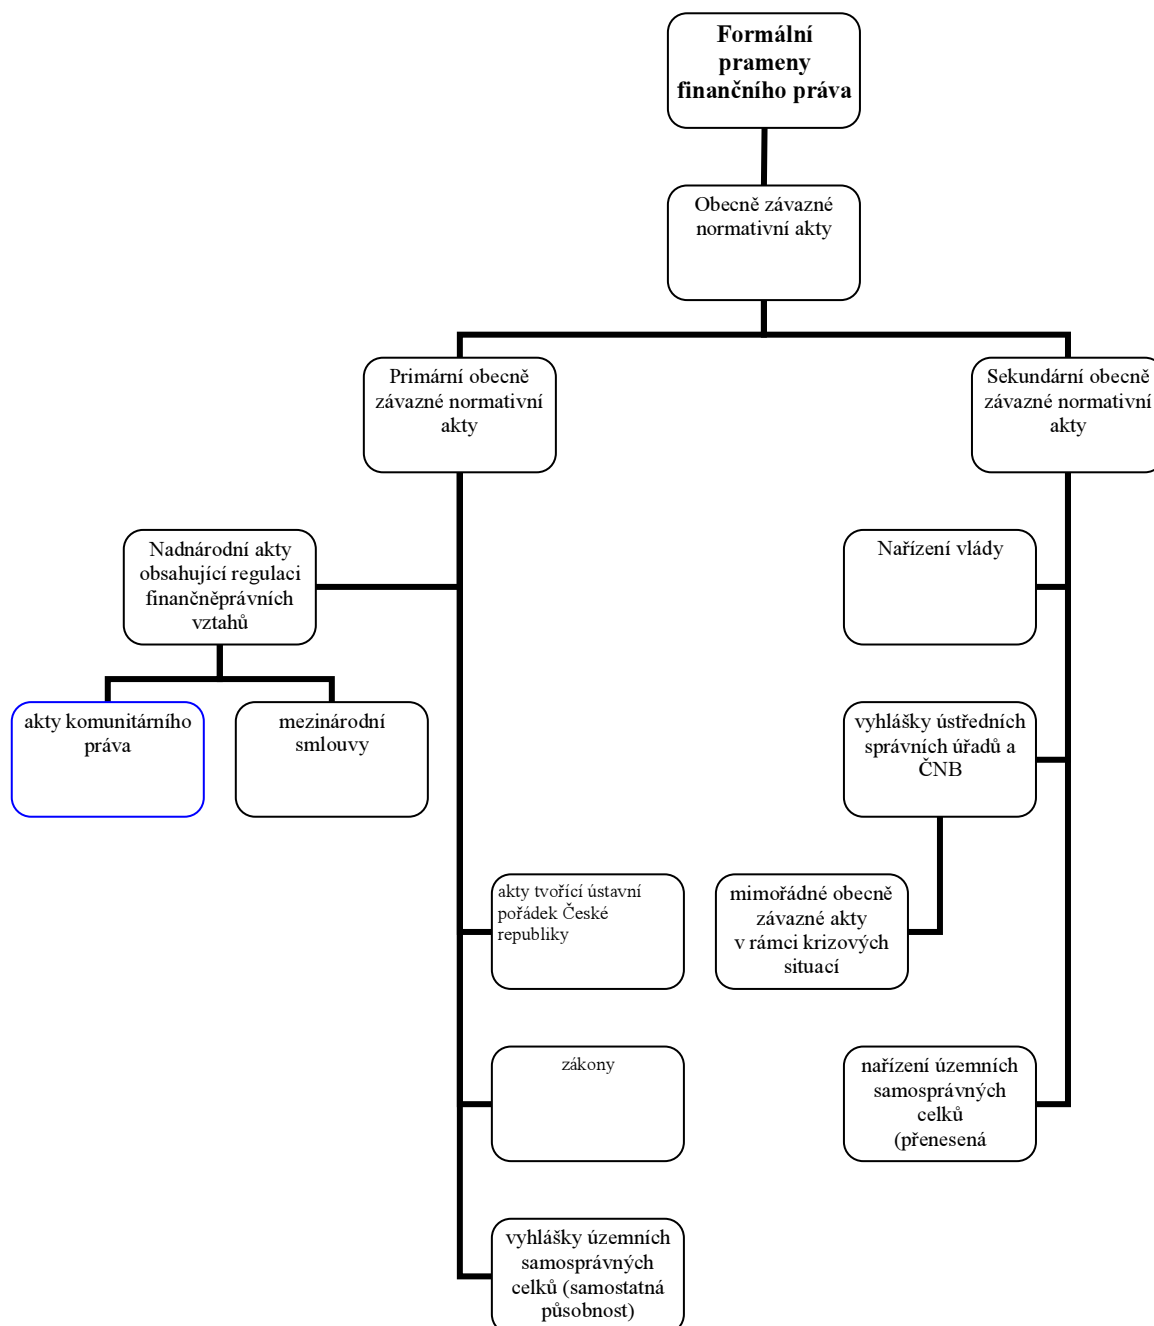 Formální
prameny
finančního práva
Obecně závazné
normativní akty
Primární obecně
závazné normativní
akty
Sekundární obecně
závazné normativní
akty
Nadnárodní akty
obsahující regulaci
finančněprávních
vztahů
Nařízení vlády
akty komunitárního
práva
mezinárodní
smlouvy
vyhlášky ústředních
správních úřadů a
ČNB
akty tvořící ústavní
pořádek České
republiky
mimořádné obecně
závazné akty
v rámci krizových
situací
zákony
nařízení územních
samosprávných
celků
(přenesená
vyhlášky územních
samosprávných
celků (samostatná
působnost)